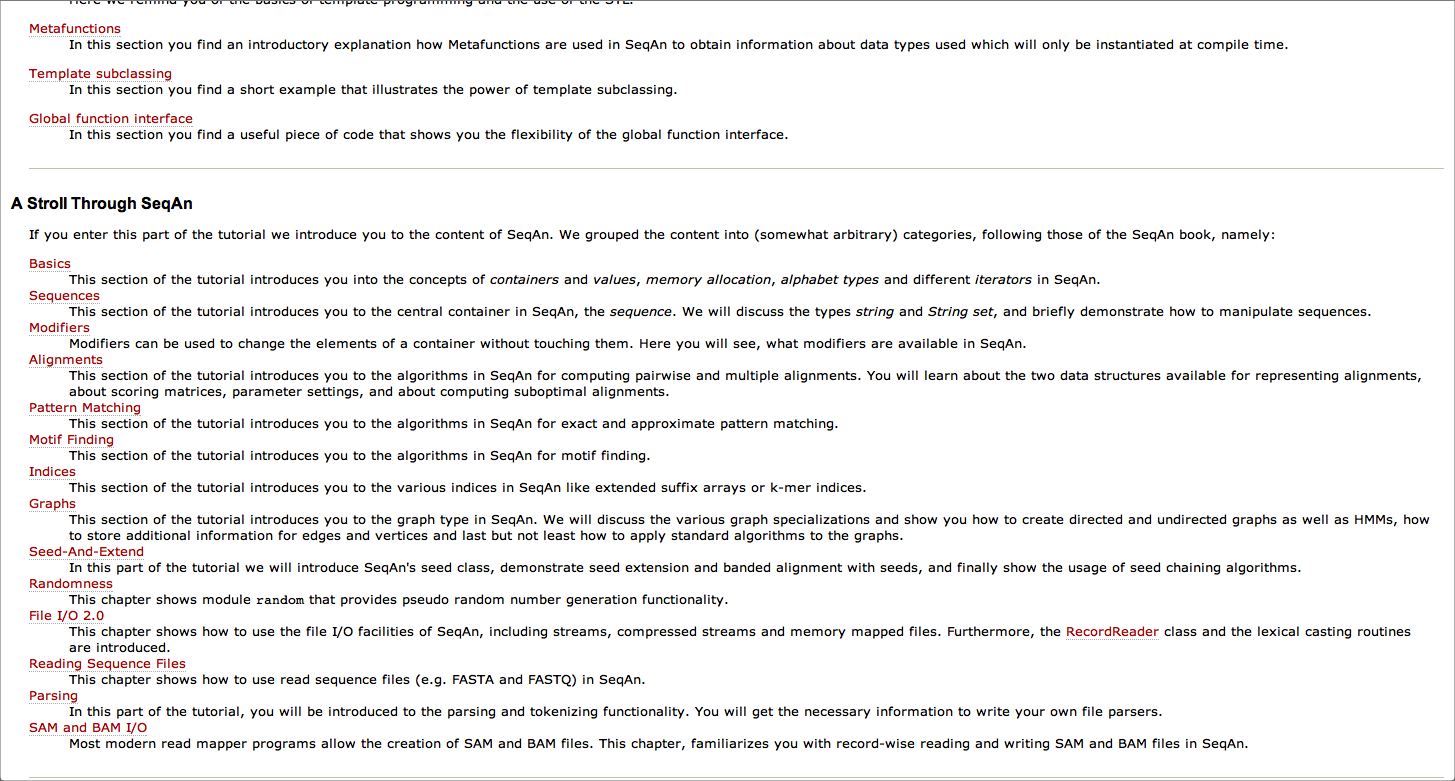 Here we remind you of the basics of template programming and the use of the STL.
Metafunctions
In this section you find an introductory explanation how Metafunctions are used in SeqAn to obtain information about data types used which will only be instantiated at compile time.
Template subclassing
In this section you find a short example that illustrates the power of template subclassing.
Global function interface
In this section you find a useful piece of code that shows you the flexibility of the global function interface.
A Stroll Through SeqAn
If you enter this part of the tutorial we introduce you to the content of SeqAn. We grouped the content into (somewhat arbitrary) categories, following those of the SeqAn book, namely:
Basics
This section of the tutorial introduces you into the concepts of containers and values, memory allocation, alphabet types and different iterators in SeqAn.
Sequences
This section of the tutorial introduces you to the central container in SeqAn, the sequence. We will discuss the types string and String set, and briefly demonstrate how to manipulate sequences.
Modifiers
Modifiers can be used to change the elements of a container without touching them. Here you will see, what modifiers are available in SeqAn.
Alignments
This section of the tutorial introduces you to the algorithms in SeqAn for computing pairwise and multiple alignments. You will learn about the two data structures available for representing alignments,
about scoring matrices, parameter settings, and about computing suboptimal alignments.
Pattern Matching
This section of the tutorial introduces you to the algorithms in SeqAn for exact and approximate pattern matching.
Motif Finding
This section of the tutorial introduces you to the algorithms in SeqAn for motif finding.
Indices
This section of the tutorial introduces you to the various indices in SeqAn like extended suffix arrays or k-mer indices.
Graphs
This section of the tutorial introduces you to the graph type in SeqAn. We will discuss the various graph specializations and show you how to create directed and undirected graphs as well as HMMs, how
to store additional information for edges and vertices and last but not least how to apply standard algorithms to the graphs.
Seed-And-Extend
In this part of the tutorial we will introduce SeqAn's seed class, demonstrate seed extension and banded alignment with seeds, and finally show the usage of seed chaining algorithms.
Randomness
This chapter shows module random that provides pseudo random number generation functionality.
File I/O 2.0
This chapter shows how to use the file I/O facilities of SeqAn, including streams, compressed streams and memory mapped files. Furthermore, the RecordReader class and the lexical casting routines
are introduced.
Reading Sequence Files
This chapter shows how to use read sequence files (e.g. FASTA and FASTQ) in SeqAn.
Parsing
In this part of the tutorial, you will be introduced to the parsing and tokenizing functionality. You will get the necessary information to write your own file parsers.
SAM and BAM I/O
Most modern read mapper programs allow the creation of SAM and BAM files. This chapter, familiarizes you with record-wise reading and writing SAM and BAM files in SeqAn.